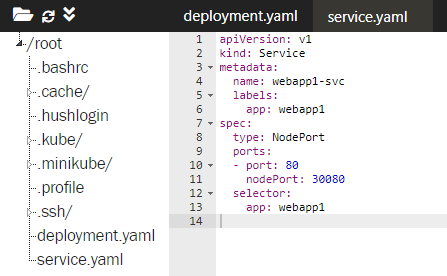 deployment.yaml
service.yaml
/root
.bashrc
.cache/
.hushlogin
.kube/
.minikube/
.profile
.ssh/
deployment.yaml
service.yaml
1 apiVersion: v1
2 kind: Service
3 metadata:
4   name: webapp1-svc
5   labels:
6     app: webapp1
7 spec:
8   type: NodePort
9   ports:
10   - port: 80
11     nodePort: 30080
12   selector:
13     app: webapp1
14